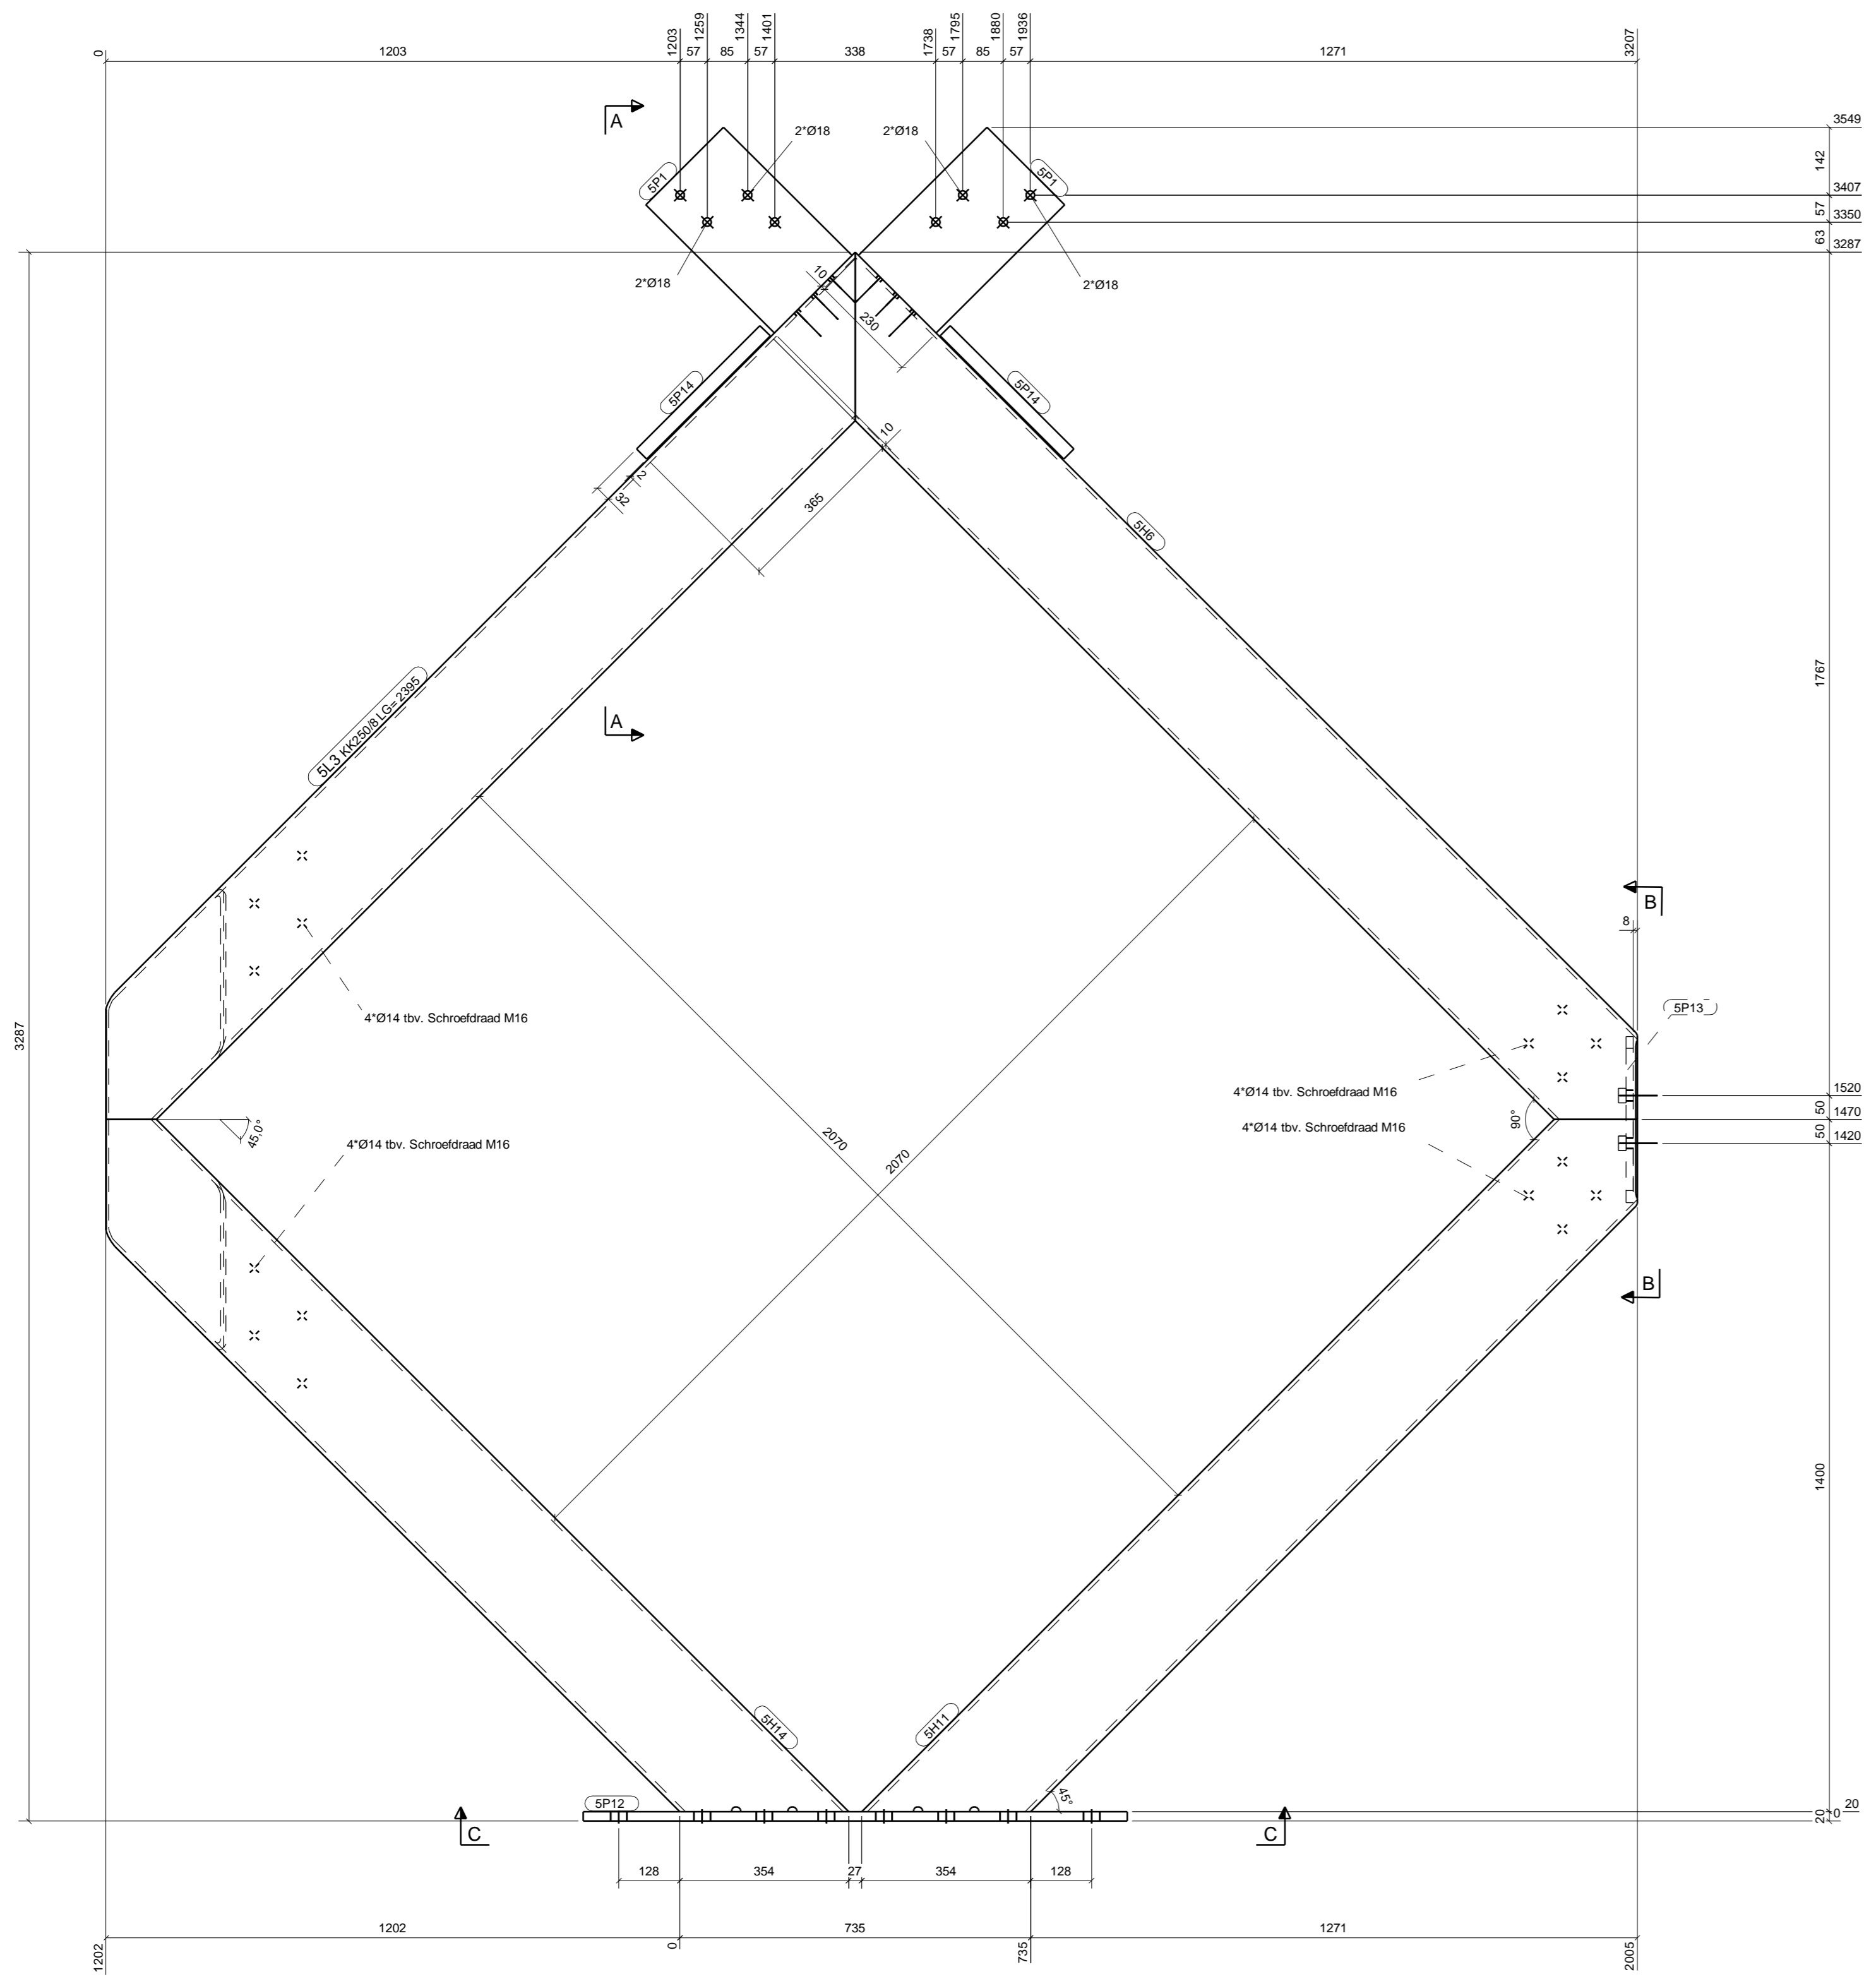 0
1203
1203
57
1259
85
1344
57
1401
338
1738
57
1795
85
1880
57
1936
1271
3207
A
2*Ø18
2*Ø18
3549
142
3407
57
3350
63
3287
5P1
5P1
2*Ø18
2*Ø18
10
230
5P14
5P14
10
2
32
365
5H6
5L3 KK250/8 LG= 2395
A
1767
B
8
5P13
4*Ø14 tbv. Schroefdraad M16
3287
4*Ø14 tbv. Schroefdraad M16
4*Ø14 tbv. Schroefdraad M16
90°
1520
50
1470
50
1420
45,0°
4*Ø14 tbv. Schroefdraad M16
2070
2070
B
1400
5H14
5H11
45°
5P12
C
C
20
20
0
128
354
27
354
128
1202
735
1271
1202
0
735
2005